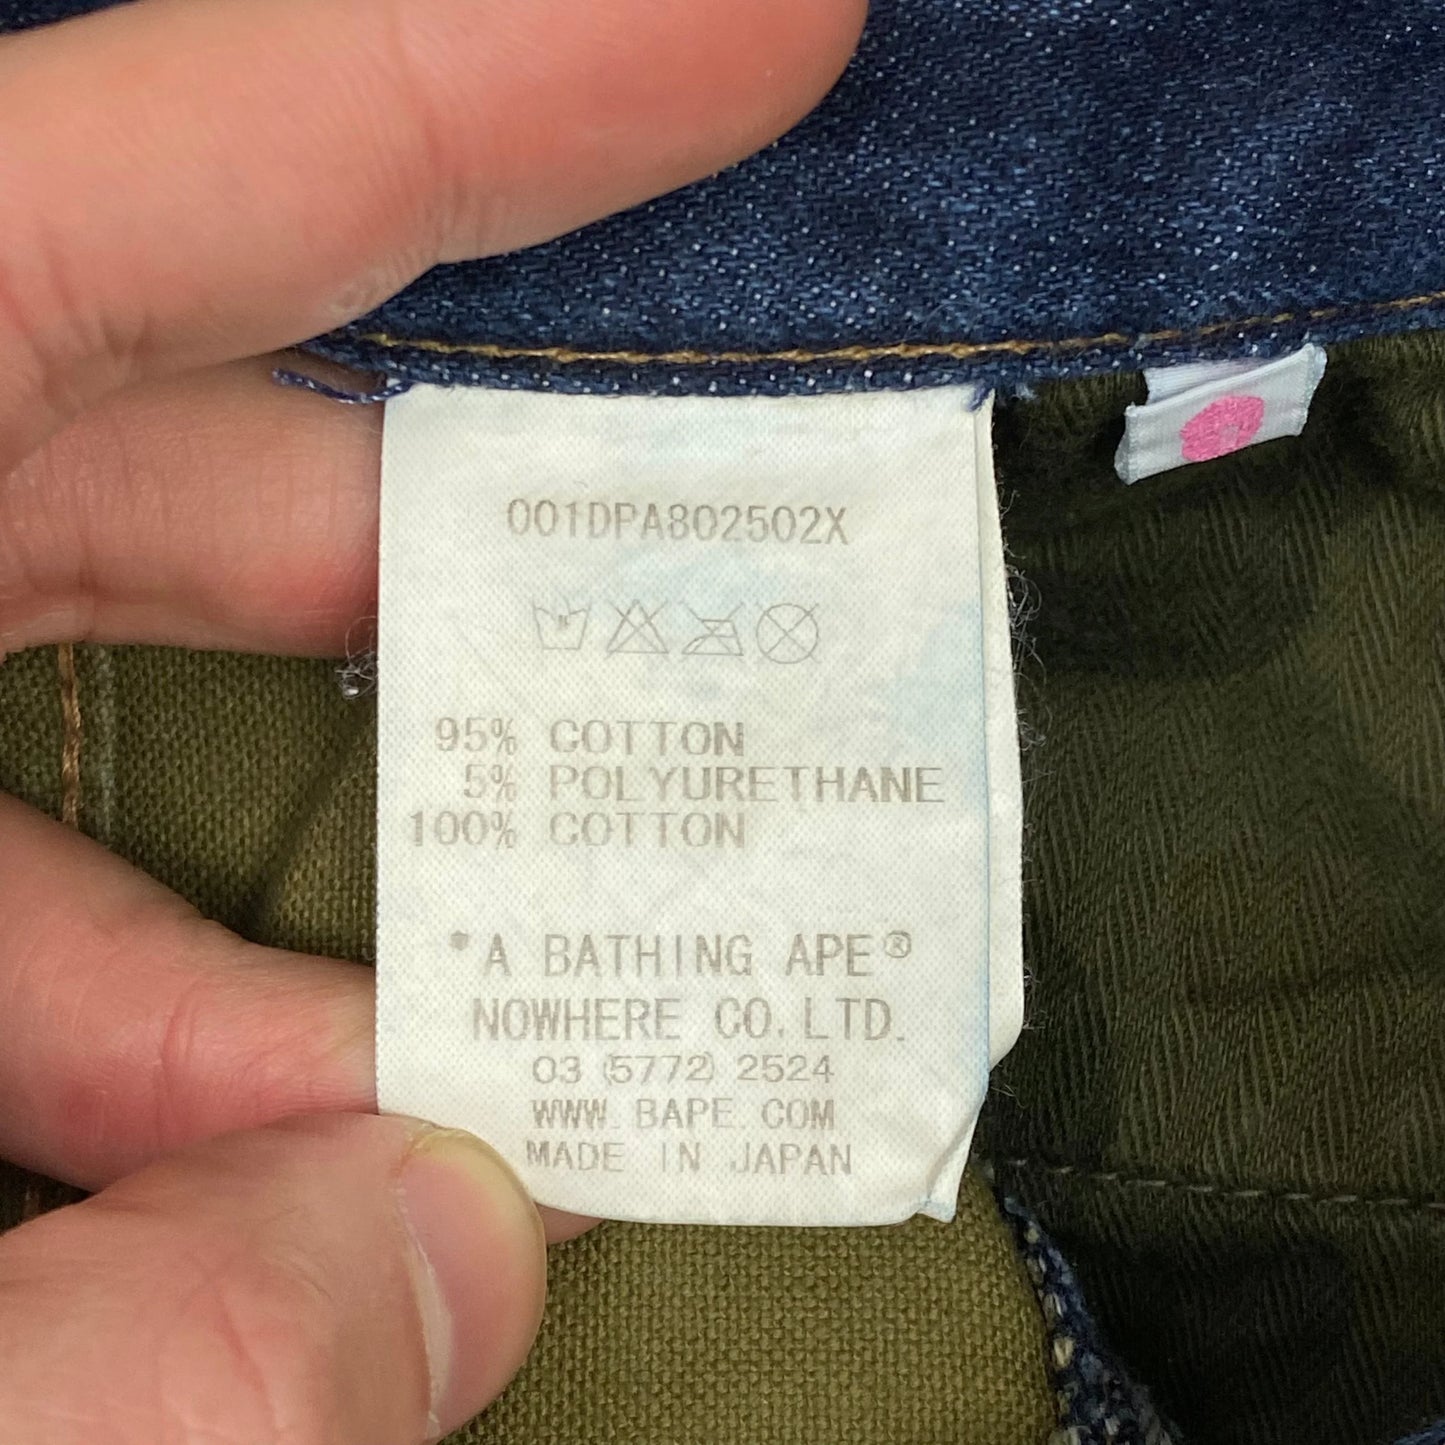 001DPA802502X
95% COTTON
5% POLYURETHANE
100% COTTON
*A BATHING APE®
NOWHERE CO.LTD.
03 (5772) 2524
WWW.BAPE.COM
MADE IN JAPAN